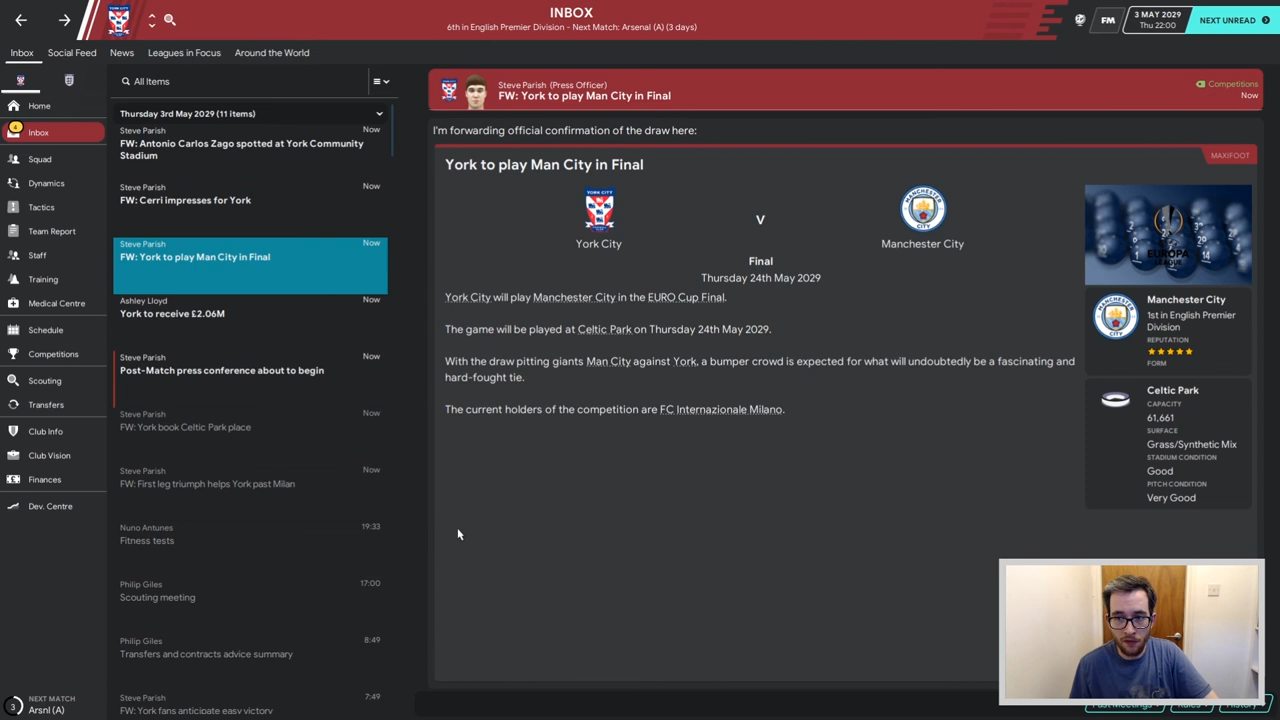 INBOX
6th in English Premier Division - Next Match: Arsenal (A) (3 days)
FM
3 MAY 2029
Thu 22:00
NEXT UNREAD
Inbox
Social Feed
News
Leagues in Focus
Around the World
All Items
Home
4
Inbox
Squad
Dynamics
Tactics
Team Report
Staff
Training
Medical Centre
Schedule
Competitions
Scouting
Transfers
Club Info
Club Vision
Finances
Dev. Centre
3
NEXT MATCH
Arsnl (A)
Thursday 3rd May 2029 (11 items)
Steve Parish
Now
FW: Antonio Carlos Zago spotted at York Community
Stadium
Steve Parish
Now
FW: Cerri impresses for York
Steve Parish
Now
FW: York to play Man City in Final
Ashley Lloyd
Now
York to receive £2.06M
Steve Parish
Now
Post-Match press conference about to begin
Steve Parish
Now
FW: York book Celtic Park place
Steve Parish
Now
FW: First leg triumph helps York past Milan
Nuno Antunes
19:33
Fitness tests
Philip Giles
17:00
Scouting meeting
Philip Giles
8:49
Transfers and contracts advice summary
Steve Parish
7:49
FW: York fans anticipate easy victory
Steve Parish (Press Officer)
FW: York to play Man City in Final
Competitions
Now
I'm forwarding official confirmation of the draw here:
MAXIFOOT
York to play Man City in Final
YORK CITY
V
York City
Manchester City
Final
Thursday 24th May 2029
York City will play Manchester City in the EURO Cup Final.
The game will be played at Celtic Park on Thursday 24th May 2029.
With the draw pitting giants Man City against York, a bumper crowd is expected for what will undoubtedly be a fascinating and
hard-fought tie.
The current holders of the competition are FC Internazionale Milano.
EUROPA
LEAGUE
Manchester City
1st in English Premier
Division
REPUTATION
FORM
Celtic Park
CAPACITY
61,661
SURFACE
Grass/Synthetic Mix
STADIUM CONDITION
Good
PITCH CONDITION
Very Good
Past Meetings
Rules
History